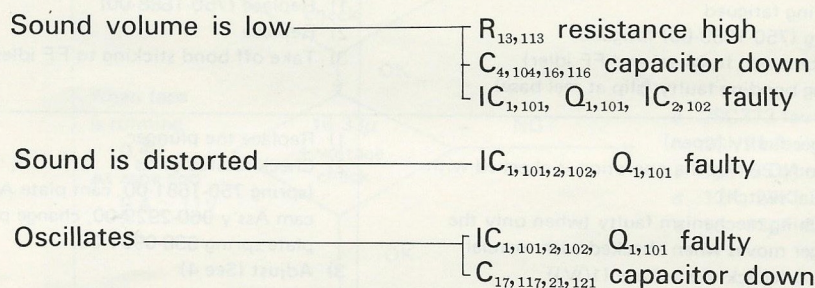 Sound volume is low R13,113 resistance high
C4,104,16,116 capacitor down
IC1,101, Q1,101, IC2,102 faulty
Sound is distorted IC1,101,2,102, Q1,101 faulty
Oscillates IC1,101,2,102, Q1,101 faulty
C17,117,21,121 capacitor down